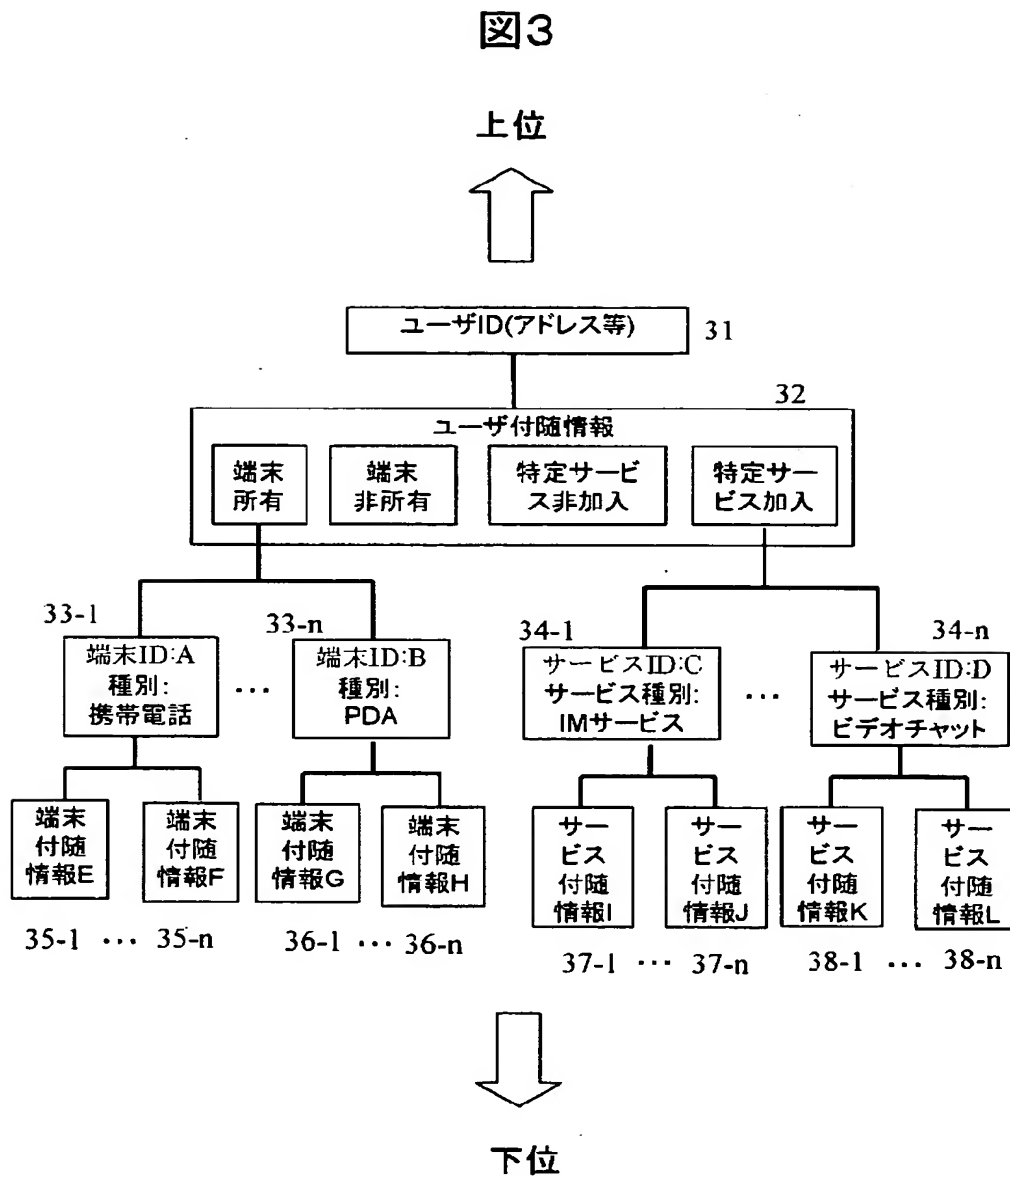 図3
上位
ユーザID(アドレス等)
31
32
ユーザ付随情報
端末
所有
端末
非所有
特定サービ
ス非加入
特定サー
ビス加入
33-1
端末ID:A
種別:
携帯電話
…
33-n
端末ID:B
種別:
PDA
34-1
サービスID:C
サービス種別:
IMサービス
…
34-n
サービスID:D
サービス種別:
ビデオチャット
端末
付随
情報E
端末
付随
情報F
端末
付随
情報G
端末
付随
情報H
サー
ビス
付随
情報I
サー
ビス
付随
情報J
サー
ビス
付随
情報K
サー
ビス
付随
情報L
35-1 … 35-n
36-1 … 36-n
37-1 … 37-n
38-1 … 38-n
下位